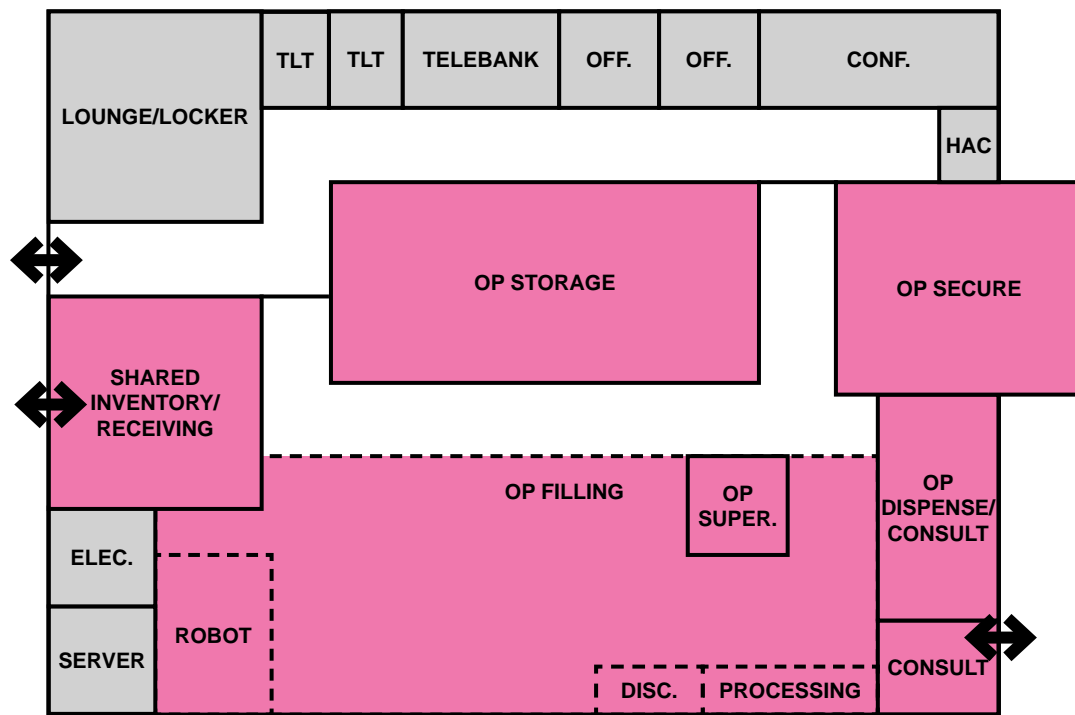 TLT
TLT
TELEBANK
OFF.
OFF.
CONF.
LOUNGE/LOCKER
HAC
OP STORAGE
OP SECURE
SHARED
INVENTORY/
RECEIVING
OP FILLING
OP
SUPER.
OP
DISPENSE/
CONSULT
ELEC.
ROBOT
SERVER
CONSULT
DISC.
PROCESSING